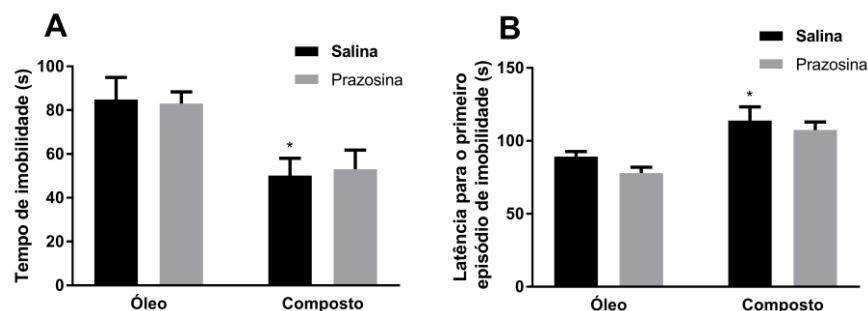 A
Salina
Prazosina
Tempo de imobilidade (s)
100
80
60
40
20
0
*
Óleo
Composto
B
Salina
Prazosina
Latência para o primeiro
episódio de imobilidade (s)
150
100
50
0
*
Óleo
Composto